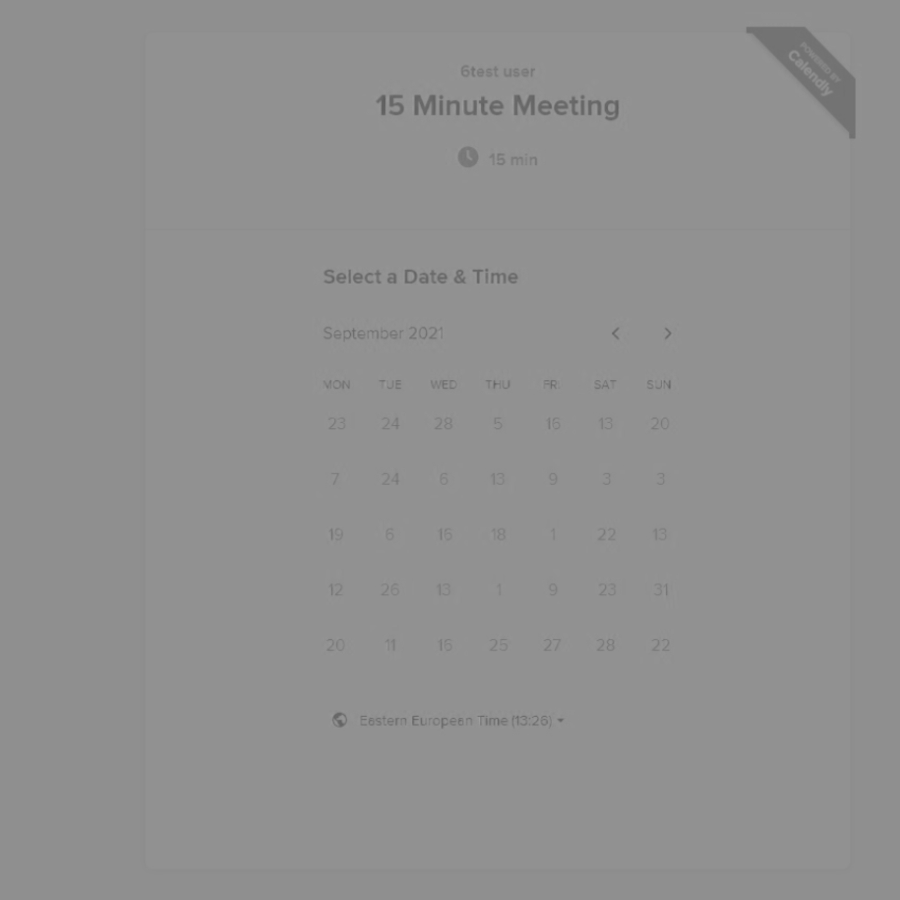 POWERED BY
Calendly
6test user
15 Minute Meeting
15 min
Select a Date & Time
September 2021
MON TUE WED THU FRI SAT SUN
23 24 28 5 16 13 20
7 24 6 13 9 3 3
19 6 16 18 1 22 13
12 26 13 1 9 23 31
20 11 16 25 27 28 22
Eastern European Time (13:26)